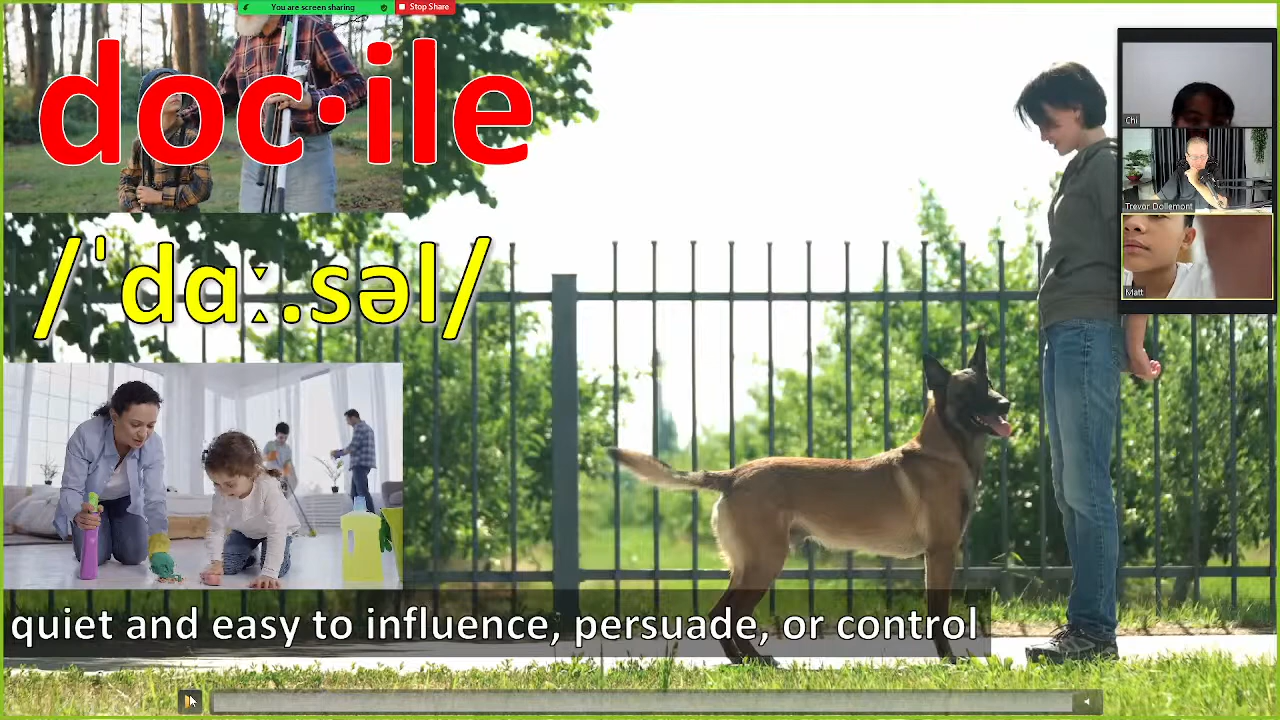 You are screen sharing
Stop Share
doc·ile
/ˈdɑː.səl/
quiet and easy to influence, persuade, or control
Chi
Trevor Dollemont
Matt